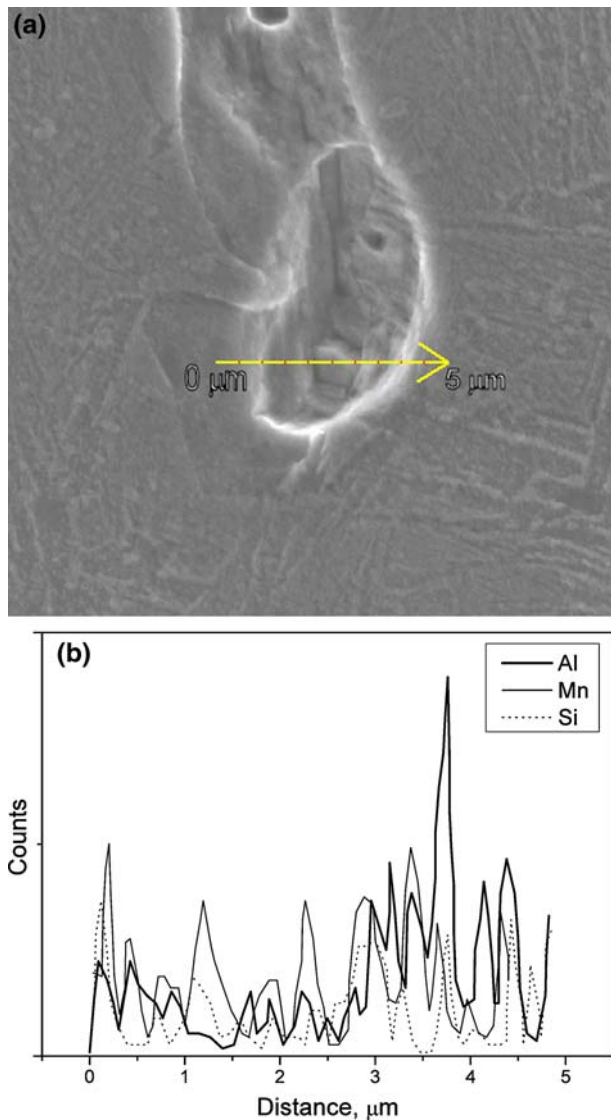 (a)
0 μm
5 μm
(b)
Al
Mn
Si
Counts
0 1 2 3 4 5
Distance, μm